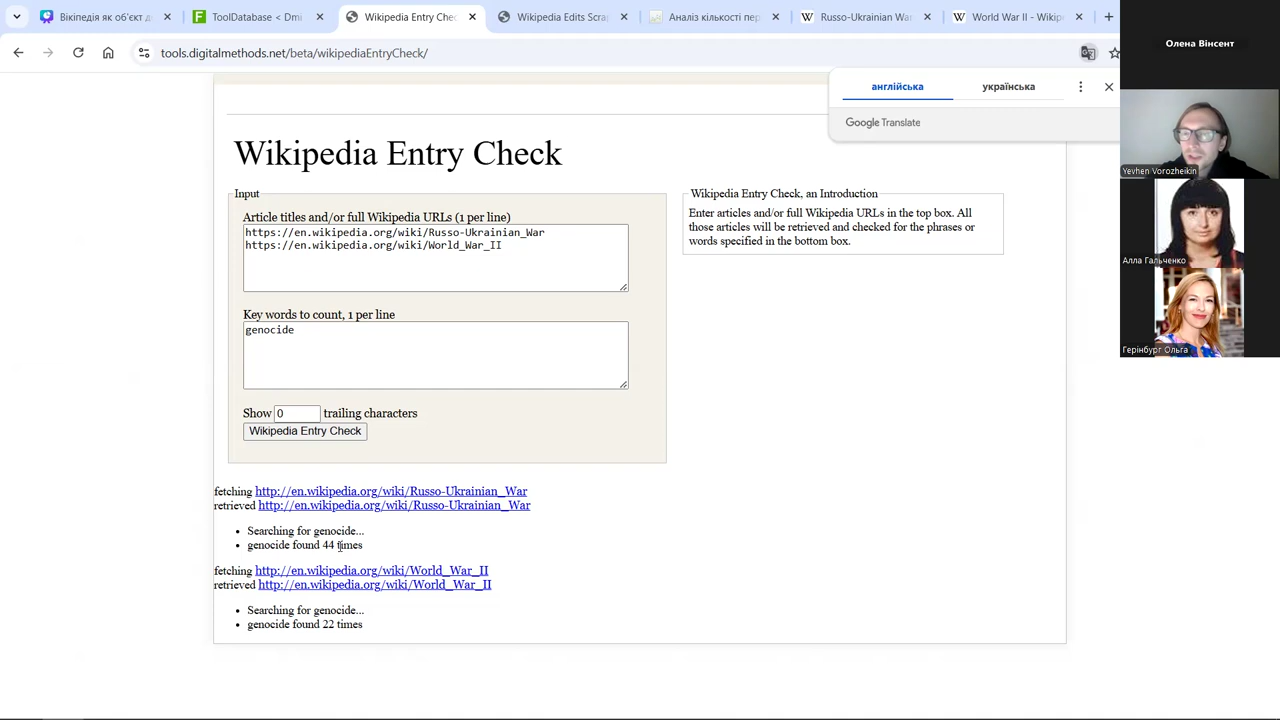 Вікіпедія як об'єкт д
ToolDatabase < Dmi
Wikipedia Entry Chec
Wikipedia Edits Scra
Аналіз кількості пер
Russo-Ukrainian War
World War II - Wikip
tools.digitalmethods.net/beta/wikipediaEntryCheck/
англійська
українська
Google Translate
Олена Вінсент
Yevhen Vorozheikin
Алла Гальченко
Герінбург Ольга
Wikipedia Entry Check
Input
Article titles and/or full Wikipedia URLs (1 per line)
https://en.wikipedia.org/wiki/Russo-Ukrainian_War
https://en.wikipedia.org/wiki/World_War_II
Key words to count, 1 per line
genocide
Show 0 trailing characters
Wikipedia Entry Check
Wikipedia Entry Check, an Introduction
Enter articles and/or full Wikipedia URLs in the top box. All
those articles will be retrieved and checked for the phrases or
words specified in the bottom box.
fetching http://en.wikipedia.org/wiki/Russo-Ukrainian_War
retrieved http://en.wikipedia.org/wiki/Russo-Ukrainian_War
• Searching for genocide...
• genocide found 44 times
fetching http://en.wikipedia.org/wiki/World_War_II
retrieved http://en.wikipedia.org/wiki/World_War_II
• Searching for genocide...
• genocide found 22 times